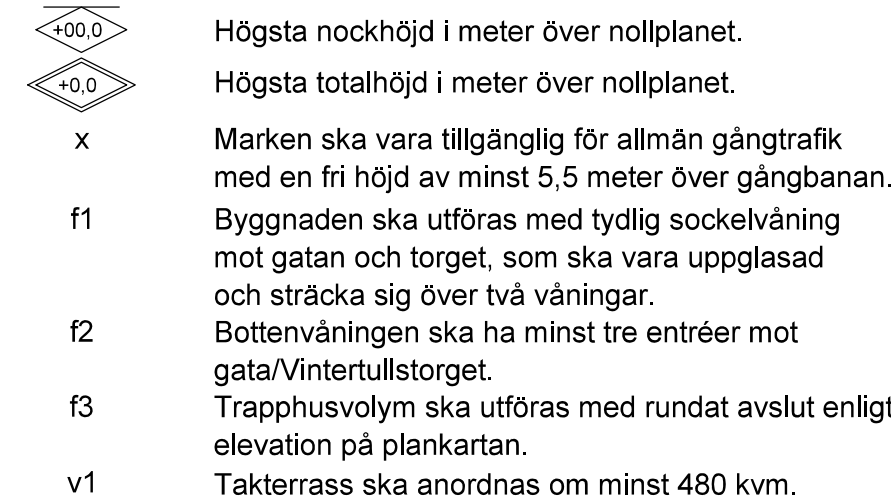 +00,0 Högsta nockhöjd i meter över nollplanet.
+0,0 Högsta totalhöjd i meter över nollplanet.
x Marken ska vara tillgänglig för allmän gångtrafik
med en fri höjd av minst 5,5 meter över gångbanan.
f1 Byggnaden ska utföras med tydlig sockelvåning
mot gatan och torget, som ska vara uppglasad
och sträcka sig över två våningar.
f2 Bottenvåningen ska ha minst tre entréer mot
gata/Vintertullstorget.
f3 Trapphusvolym ska utföras med rundat avslut enligt
elevation på plankartan.
v1 Takterrass ska anordnas om minst 480 kvm.